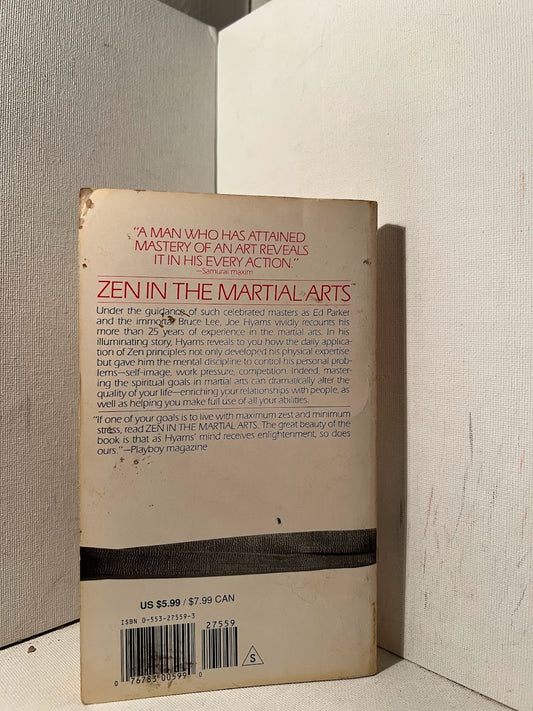 "A MAN WHO HAS ATTAINED
MASTERY OF AN ART REVEALS
IT IN HIS EVERY ACTION."
—Samurai maxim
ZEN IN THE MARTIAL ARTS™
Under the guidance of such celebrated masters as Ed Parker
and the immortal Bruce Lee, Joe Hyams vividly recounts his
more than 25 years of experience in the martial arts. In his
illuminating story, Hyams reveals to you how the daily appli-
cation of Zen principles not only developed his physical expertise
but gave him the mental discipline to control his personal prob-
lems—self-image, work pressure, competition. Indeed, master-
ing the spiritual goals in martial arts can dramatically alter the
quality of your life—enriching your relationships with people, as
well as helping you make full use of all your abilities.
"If one of your goals is to live with maximum zest and minimum
stress, read ZEN IN THE MARTIAL ARTS. The great beauty of the
book is that as Hyams' mind receives enlightenment, so does
ours."—Playboy magazine
US $5.99 / $7.99 CAN
ISBN 0-553-27559-3
27559
S
0 76783 00599 0